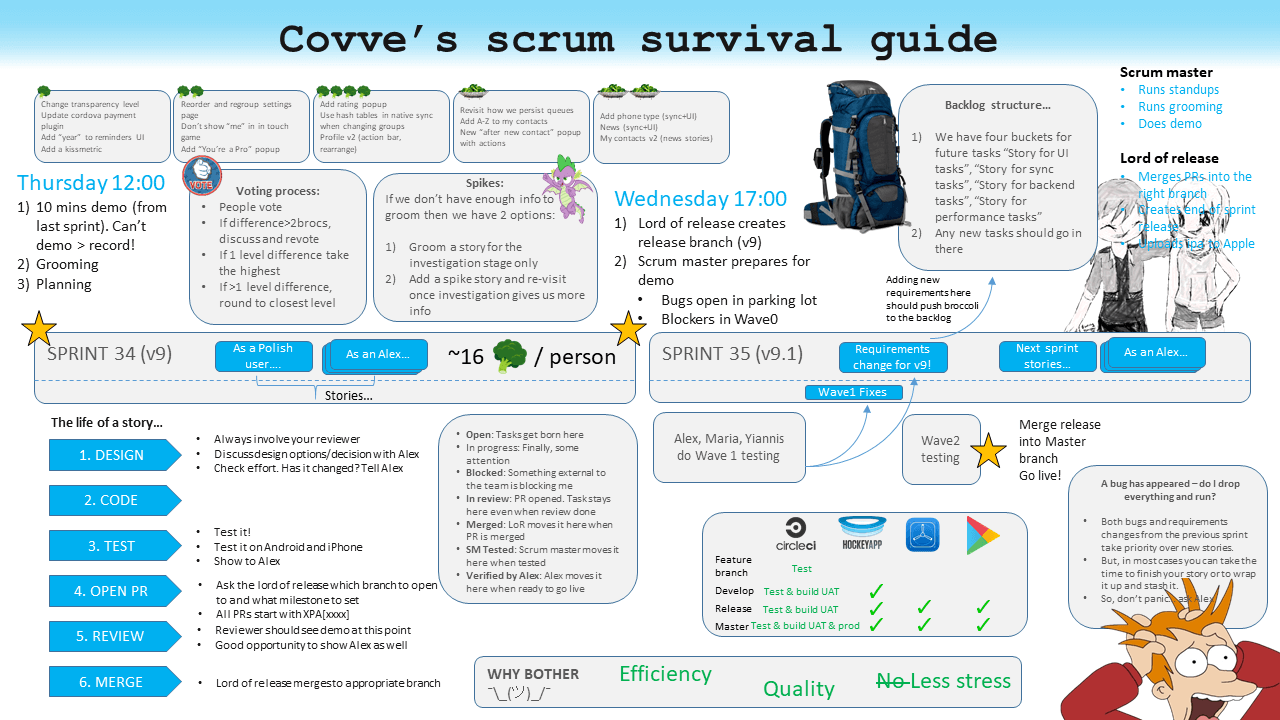 Covve's scrum survival guide
Change transparency level
Update cordova payment
plugin
Add "year" to reminders UI
Add a kissmetric
Reorder and regroup settings
page
Don't show "me" in in touch
game
Add "You're a Pro" popup
Add rating popup
Use hash tables in native sync
when changing groups
Profile v2 (action bar,
rearrange)
Revisit how we persist queues
Add A-Z to my contacts
New "after new contact" popup
with actions
Add phone type (sync+UI)
News (sync+UI)
My contacts v2 (news stories)
Thursday 12:00
1) 10 mins demo (from
last sprint). Can't
demo > record!
2) Grooming
3) Planning
VOTE
Voting process:
• People vote
• If difference>2brocs,
discuss and revote
• If 1 level difference take
the highest
• If >1 level difference,
round to closest level
Spikes:
If we don't have enough info to
groom then we have 2 options:
1) Groom a story for the
investigation stage only
2) Add a spike story and re-visit
once investigation gives us more
info
Wednesday 17:00
1) Lord of release creates
release branch (v9)
2) Scrum master prepares for
demo
• Bugs open in parking lot
• Blockers in Wave0
Backlog structure...
1) We have four buckets for
future tasks "Story for UI
tasks", "Story for sync
tasks", "Story for backend
tasks", "Story for
performance tasks"
2) Any new tasks should go in
there
Scrum master
• Runs standups
• Runs grooming
• Does demo
Lord of release
• Merges PRs into the
right branch
• Creates end of sprint
release
• Uploads ipa to Apple
Adding new
requirements here
should push broccoli
to the backlog
SPRINT 34 (v9)
As a Polish
user....
As an Alex...
~16 / person
Stories...
SPRINT 35 (v9.1)
Requirements
change for v9!
Next sprint
stories...
As an Alex...
Wave1 Fixes
Alex, Maria, Yiannis
do Wave 1 testing
Wave2
testing
Merge release
into Master
branch
Go live!
The life of a story...
1. DESIGN
• Always involve your reviewer
• Discuss design options/decision with Alex
• Check effort. Has it changed? Tell Alex
2. CODE
3. TEST
• Test it!
• Test it on Android and iPhone
• Show to Alex
4. OPEN PR
• Ask the lord of release which branch to open
to and what milestone to set
• All PRs start with XPA[xxxx]
5. REVIEW
• Reviewer should see demo at this point
• Good opportunity to show Alex as well
6. MERGE
• Lord of release merges to appropriate branch
• Open: Tasks get born here
• In progress: Finally, some
attention
• Blocked: Something external to
the team is blocking me
• In review: PR opened. Task stays
here even when review done
• Merged: LoR moves it here when
PR is merged
• SM Tested: Scrum master moves it
here when tested
• Verified by Alex: Alex moves it
here when ready to go live
circleci
HOCKEYAPP
Feature
branch
Test
Develop Test & build UAT ✓
Release Test & build UAT ✓ ✓ ✓
Master Test & build UAT & prod ✓ ✓ ✓
A bug has appeared – do I drop
everything and run?
• Both bugs and requirements
changes from the previous sprint
take priority over new stories.
• But, in most cases you can take the
time to finish your story or to wrap
it up and stash it.
• So, don't panic... ask Alex!
WHY BOTHER
¯\_(ツ)_/¯
Efficiency
Quality
No Less stress